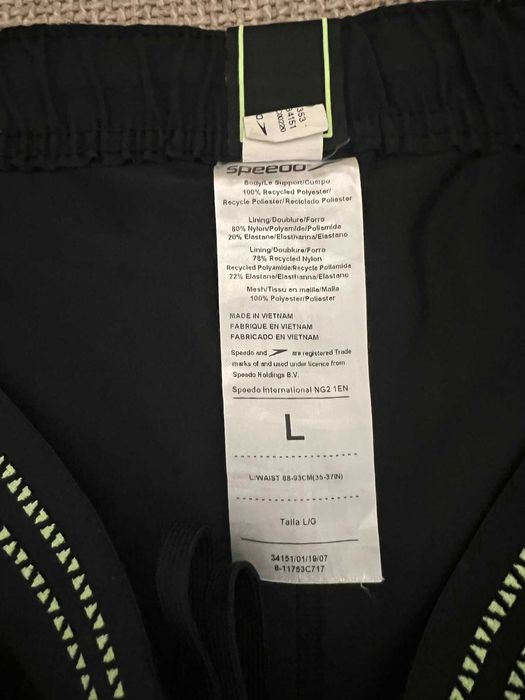 speedo
Body/Le Support/Cuerpo
100% Recycled Polyester/
Recycle Poliester/Reciclado Poliester
Lining/Doublure/Forro
80% Nylon/Polyamide/Poliamida
20% Elastane/Elasthanne/Elastano
Lining/Doublure/Forro
78% Recycled Nylon
Recycled Polyamide/Recycle Poliamida
22% Elastane/Elasthanne/Elastano
Mesh/Tissu en maille/Malla
100% Polyester/Poliester
MADE IN VIETNAM
FABRIQUE EN VIETNAM
FABRICADO EN VIETNAM
Speedo and are registered Trade
marks of and used under licence from
Speedo Holdings B.V.
Speedo International NG2 1EN
L
L:WAIST 88-93CM(35-37IN)
Talla L/G
34151/01/19/07
8-11753C717